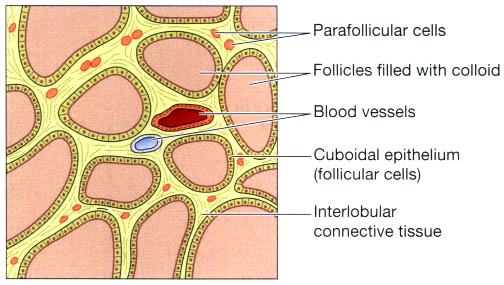 Parafollicular cells
Follicles filled with colloid
Blood vessels
Cuboidal epithelium
(follicular cells)
Interlobular
connective tissue